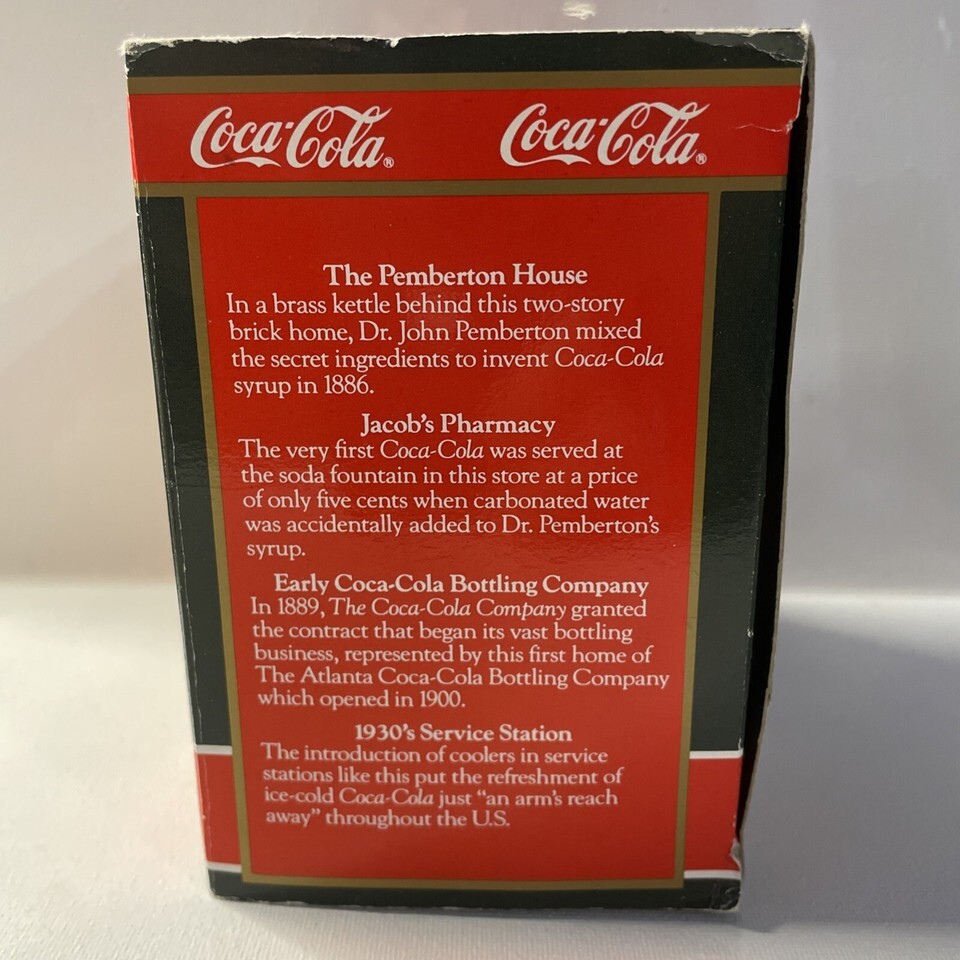 Coca-Cola® Coca-Cola®
The Pemberton House
In a brass kettle behind this two-story
brick home, Dr. John Pemberton mixed
the secret ingredients to invent Coca-Cola
syrup in 1886.
Jacob's Pharmacy
The very first Coca-Cola was served at
the soda fountain in this store at a price
of only five cents when carbonated water
was accidentally added to Dr. Pemberton's
syrup.
Early Coca-Cola Bottling Company
In 1889, The Coca-Cola Company granted
the contract that began its vast bottling
business, represented by this first home of
The Atlanta Coca-Cola Bottling Company
which opened in 1900.
1930's Service Station
The introduction of coolers in service
stations like this put the refreshment of
ice-cold Coca-Cola just "an arm's reach
away" throughout the U.S.